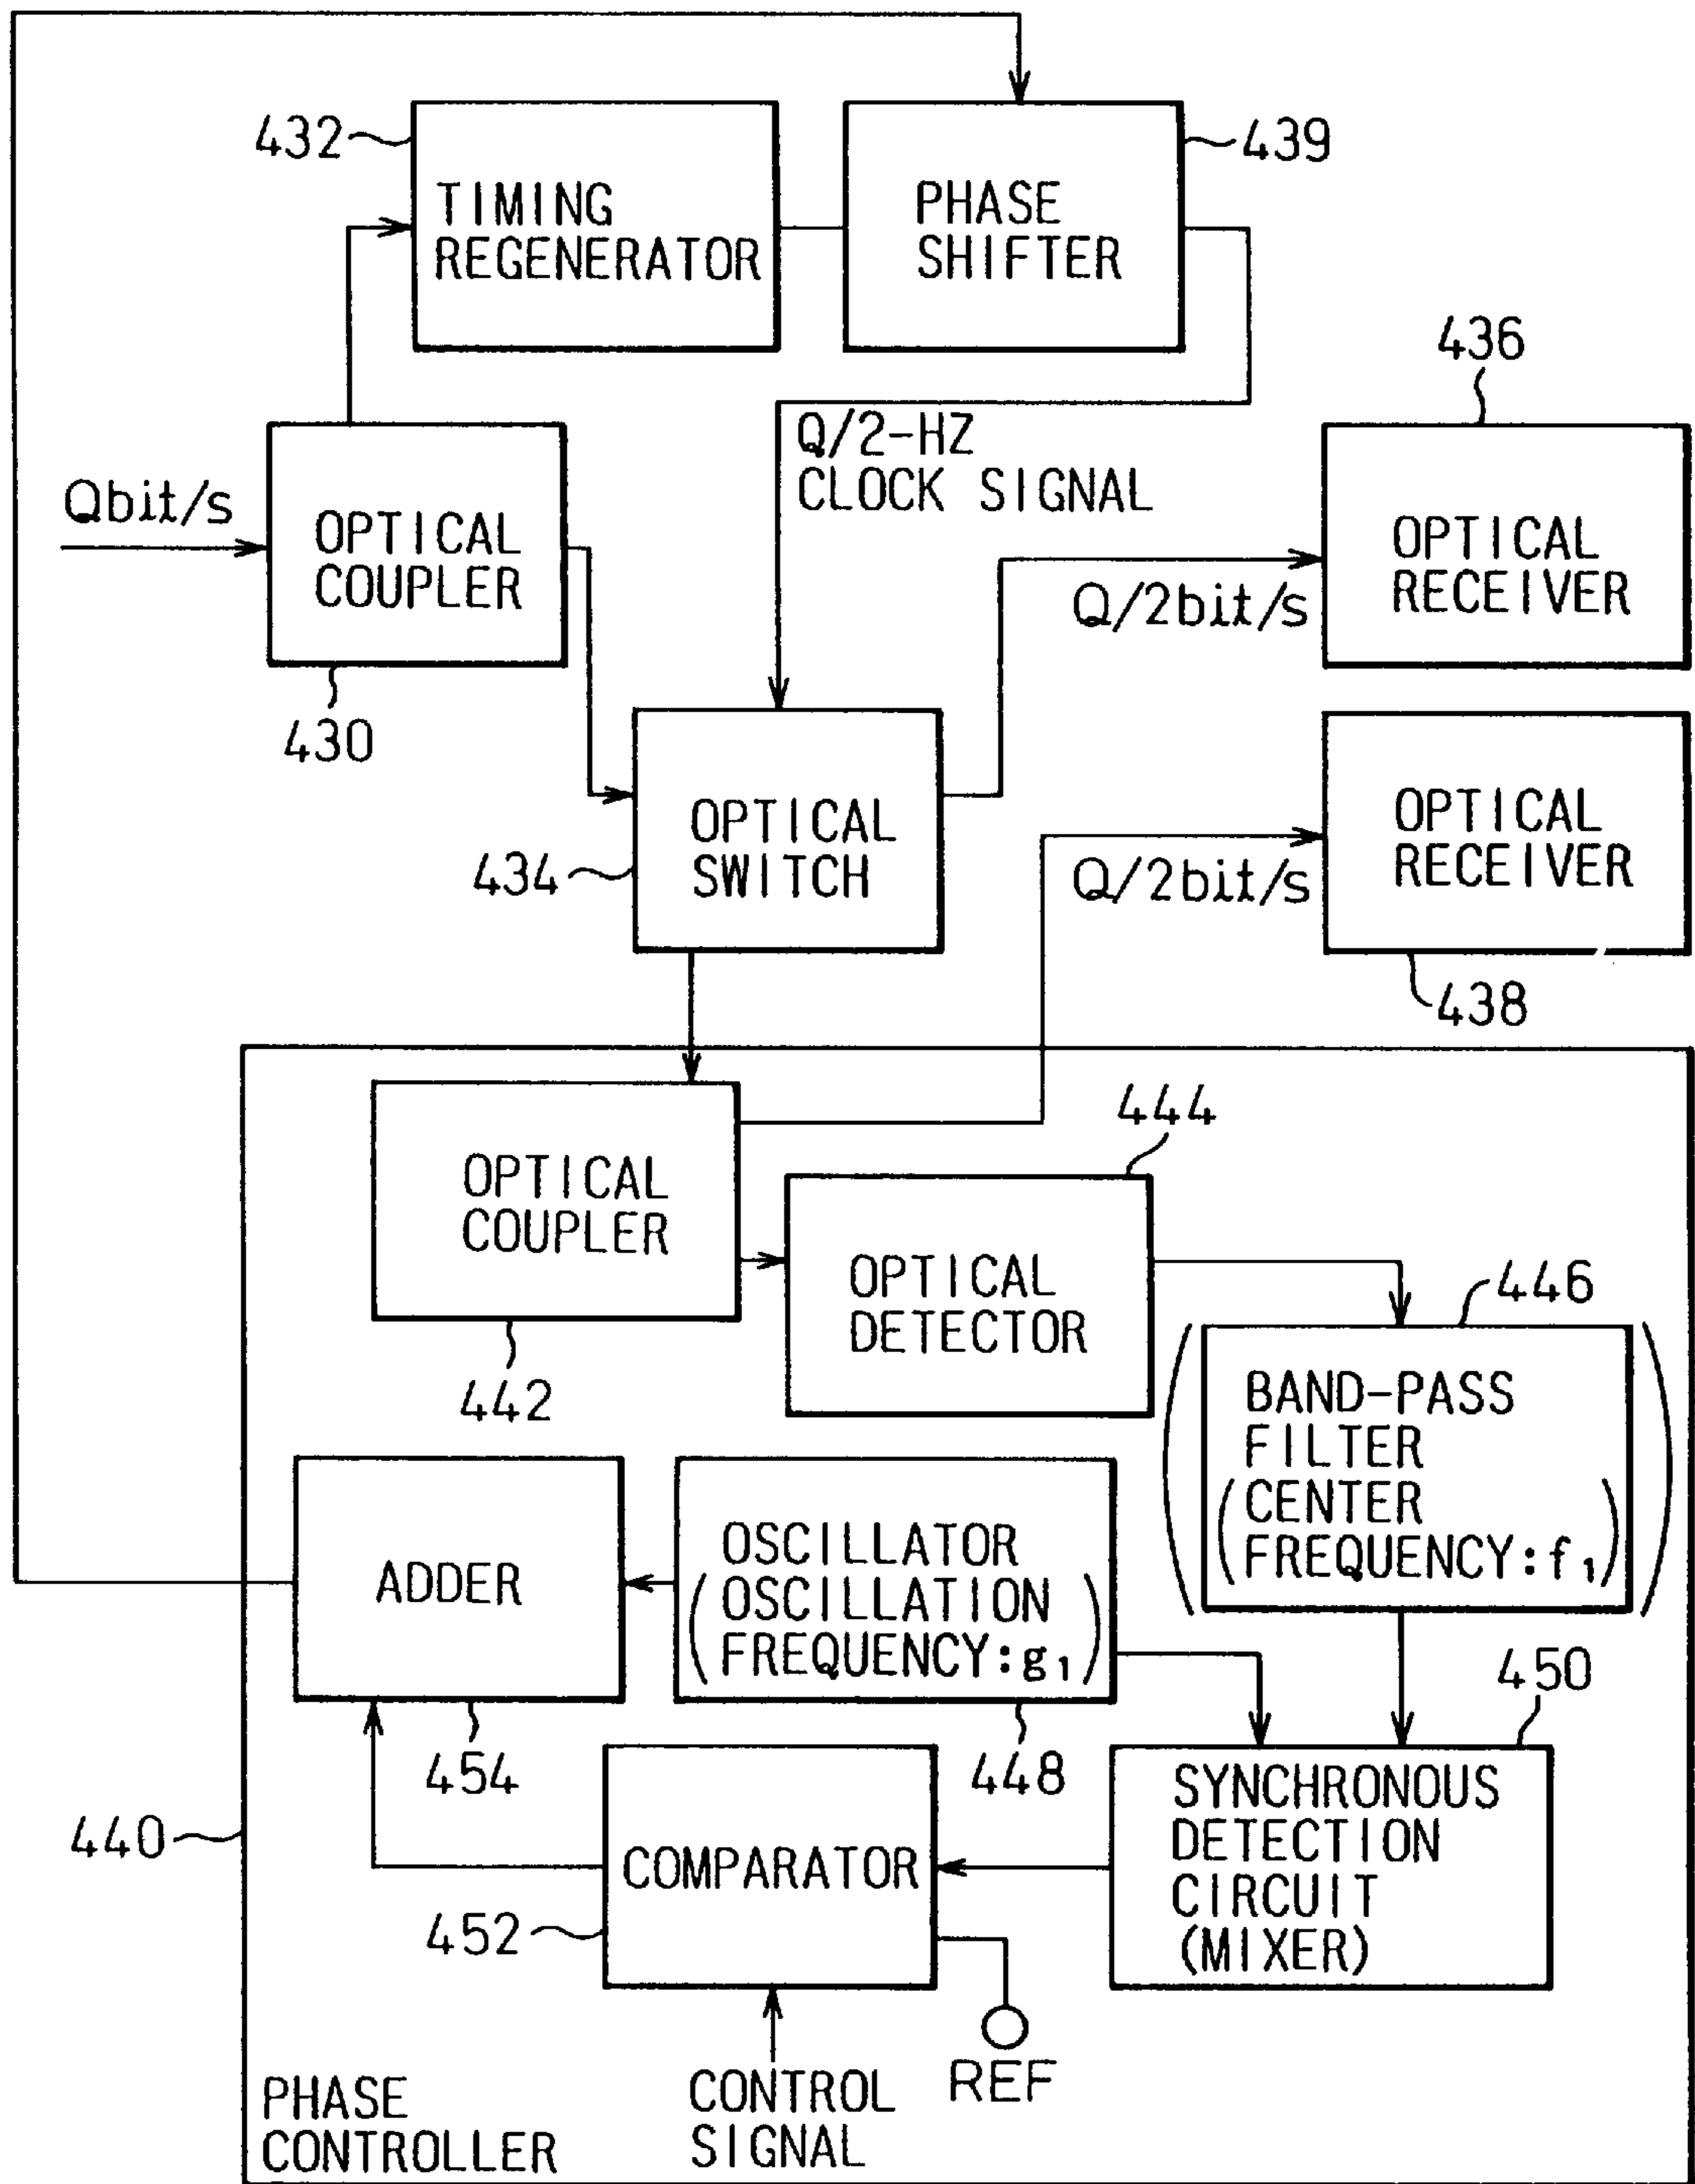 432
TIMING
REGENERATOR
PHASE
SHIFTER
439
436
Qbit/s
OPTICAL
COUPLER
430
Q/2-HZ
CLOCK SIGNAL
Q/2bit/s
OPTICAL
RECEIVER
434
OPTICAL
SWITCH
Q/2bit/s
OPTICAL
RECEIVER
438
OPTICAL
COUPLER
442
444
OPTICAL
DETECTOR
446
BAND-PASS
FILTER
(CENTER
FREQUENCY:f₁)
ADDER
454
OSCILLATOR
(OSCILLATION
FREQUENCY:g₁)
448
450
SYNCHRONOUS
DETECTION
CIRCUIT
(MIXER)
440
COMPARATOR
452
REF
CONTROL
SIGNAL
PHASE
CONTROLLER